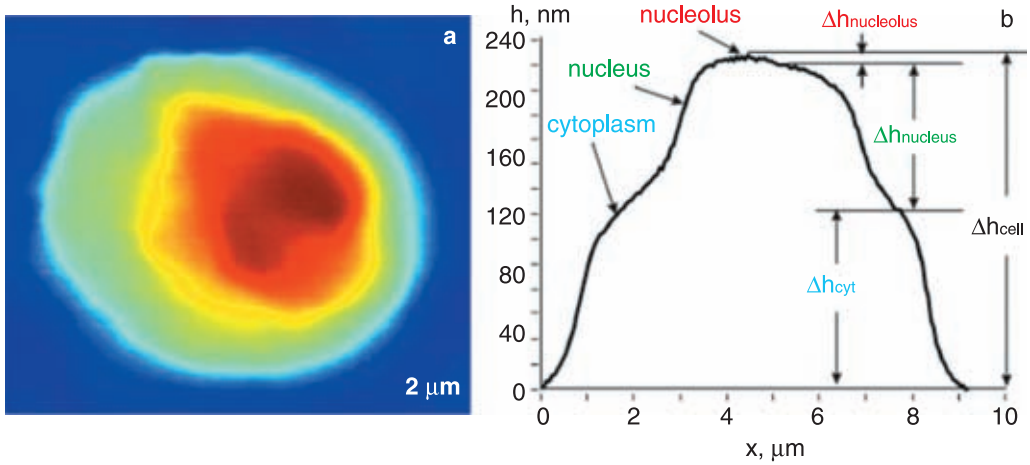 a
2 μm
h, nm
nucleolus
Δhnucleolus
b
240
nucleus
200
cytoplasm
Δhnucleus
160
120
Δhcell
80
Δhcyt
40
0
0 2 4 6 8 10
x, μm